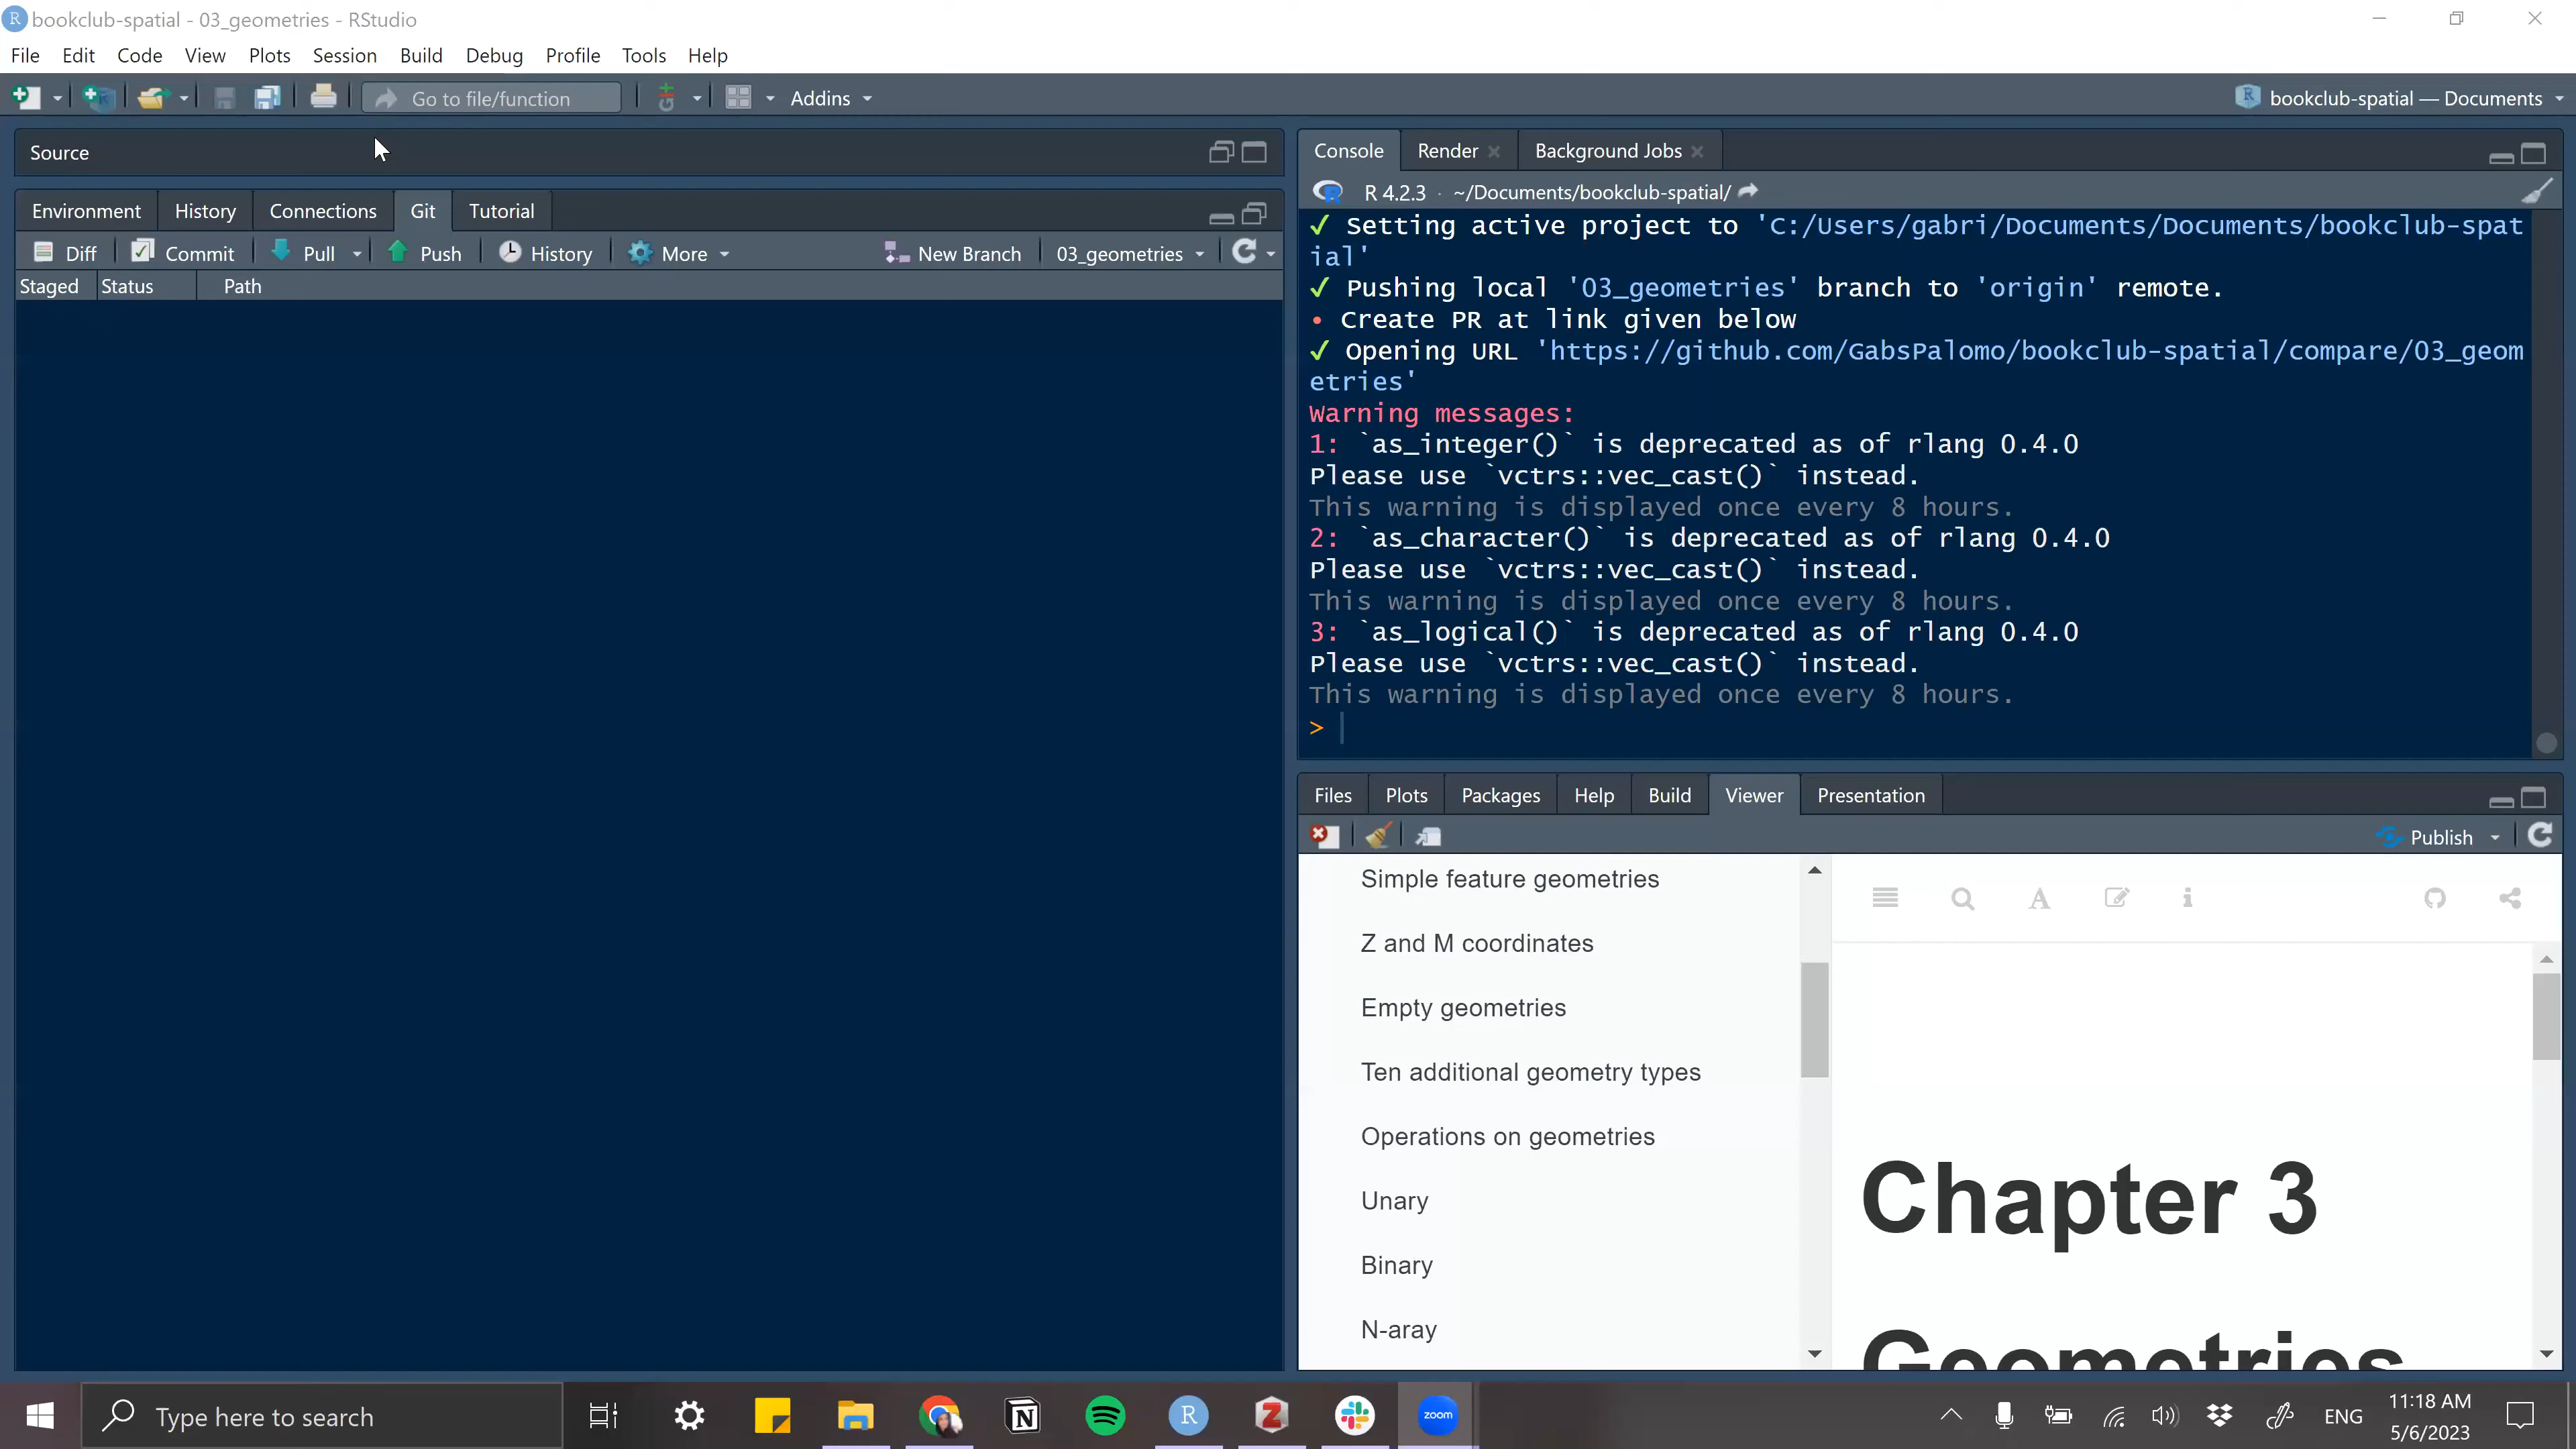 bookclub-spatial - 03_geometries - RStudio
File Edit Code View Plots Session Build Debug Profile Tools Help
Go to file/function Addins bookclub-spatial — Documents
Source
Environment History Connections Git Tutorial
Diff Commit Pull Push History More New Branch 03_geometries
Staged Status Path
Console Render Background Jobs
R 4.2.3 · ~/Documents/bookclub-spatial/
✓ Setting active project to 'C:/Users/gabri/Documents/Documents/bookclub-spat
ial'
✓ Pushing local '03_geometries' branch to 'origin' remote.
• Create PR at link given below
✓ Opening URL 'https://github.com/GabsPalomo/bookclub-spatial/compare/03_geom
etries'
Warning messages:
1: `as_integer()` is deprecated as of rlang 0.4.0
Please use `vctrs::vec_cast()` instead.
This warning is displayed once every 8 hours.
2: `as_character()` is deprecated as of rlang 0.4.0
Please use `vctrs::vec_cast()` instead.
This warning is displayed once every 8 hours.
3: `as_logical()` is deprecated as of rlang 0.4.0
Please use `vctrs::vec_cast()` instead.
This warning is displayed once every 8 hours.
>
Files Plots Packages Help Build Viewer Presentation
Publish
Simple feature geometries
Z and M coordinates
Empty geometries
Ten additional geometry types
Operations on geometries
Unary
Binary
N-aray
Chapter 3
Geometries
Type here to search
zoom
ENG
11:18 AM
5/6/2023